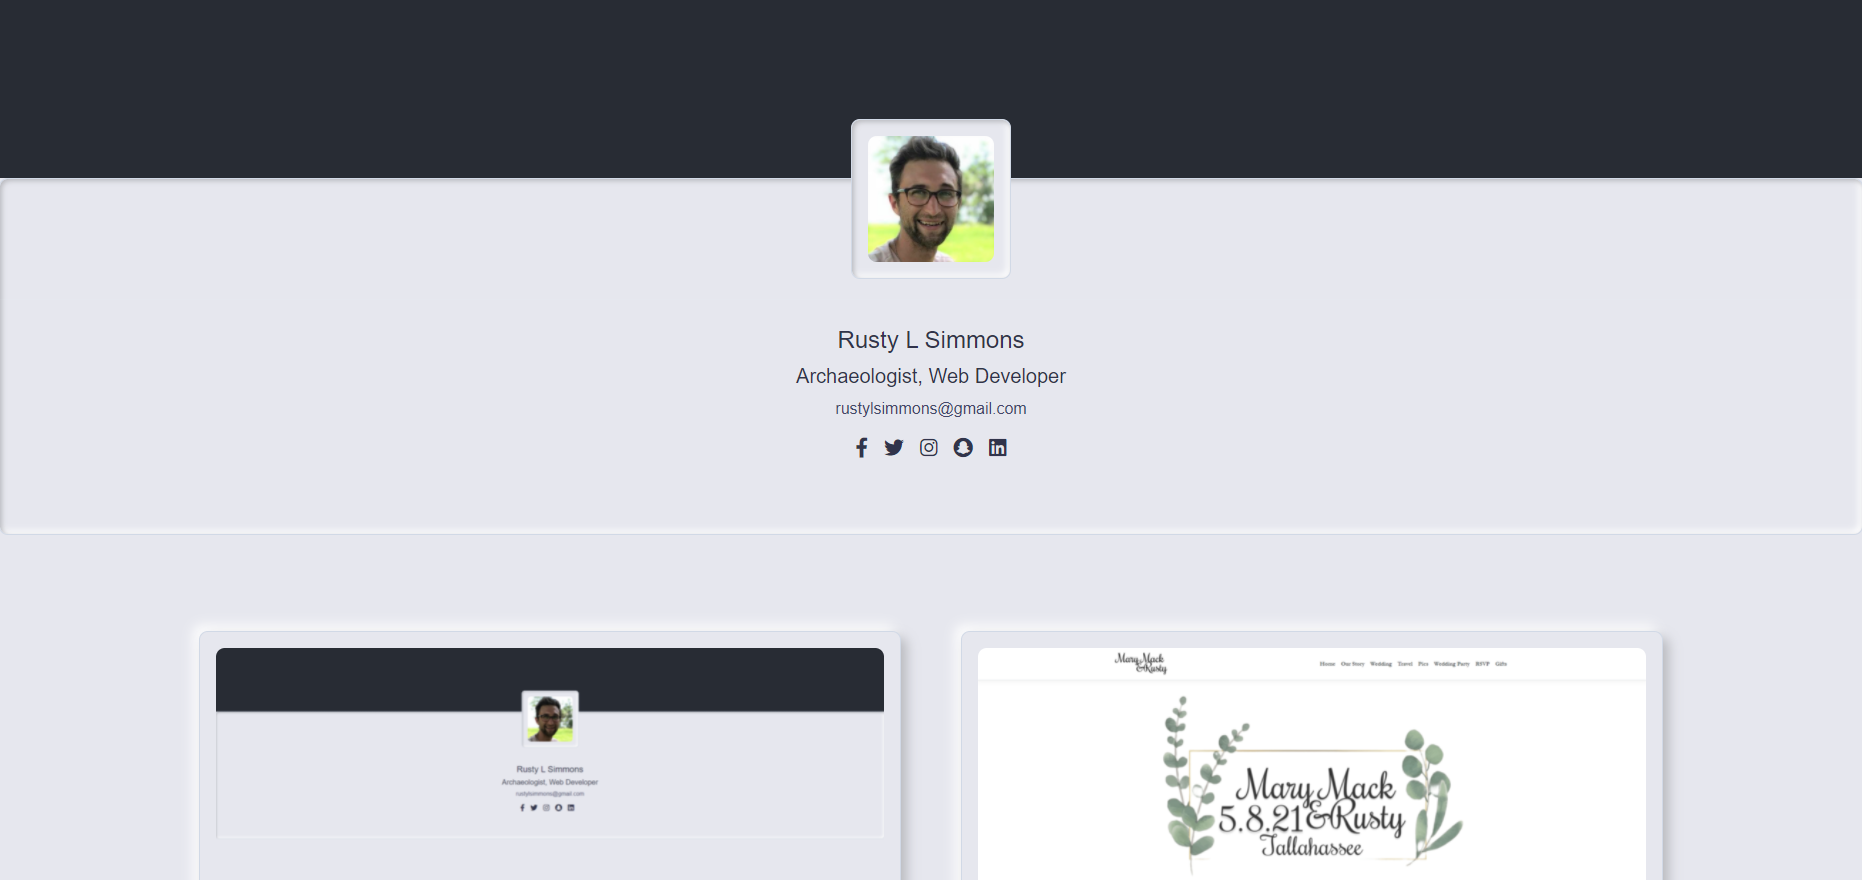 Rusty L Simmons
Archaeologist, Web Developer
rustylsimmons@gmail.com
Rusty L Simmons
Archaeologist, Web Developer
rustylsimmons@gmail.com
Mary Mack
&Rusty
Home Our Story Wedding Travel Pics Wedding Party RSVP Gifts
Mary Mack
5.8.21 &Rusty
Tallahassee